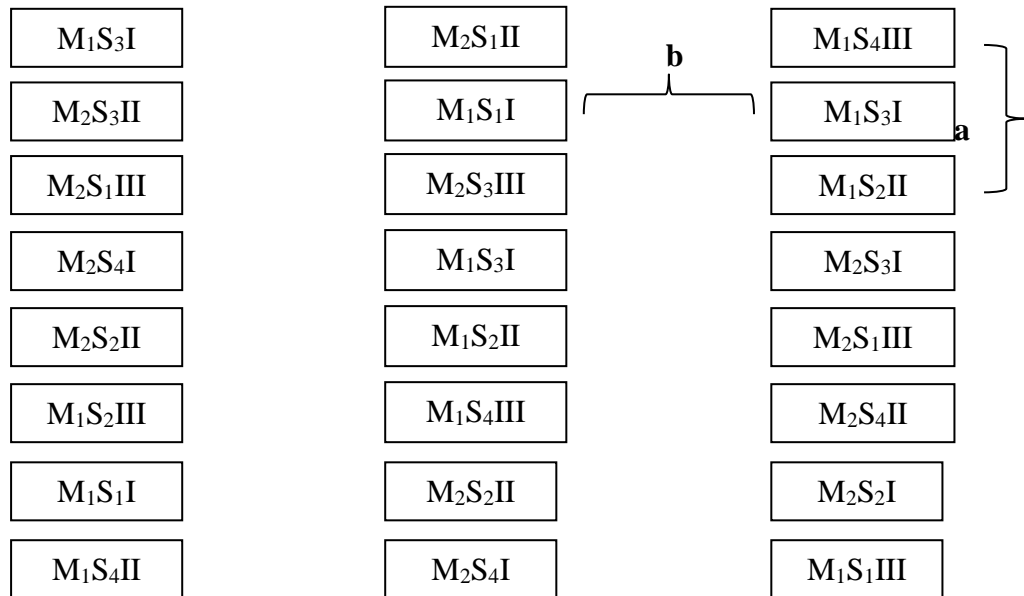 M₁S₃I M₂S₁II M₁S₄III
b
M₂S₃II M₁S₁I M₁S₃I
a
M₂S₁III M₂S₃III M₁S₂II
M₂S₄I M₁S₃I M₂S₃I
M₂S₂II M₁S₂II M₂S₁III
M₁S₂III M₁S₄III M₂S₄II
M₁S₁I M₂S₂II M₂S₂I
M₁S₄II M₂S₄I M₁S₁III